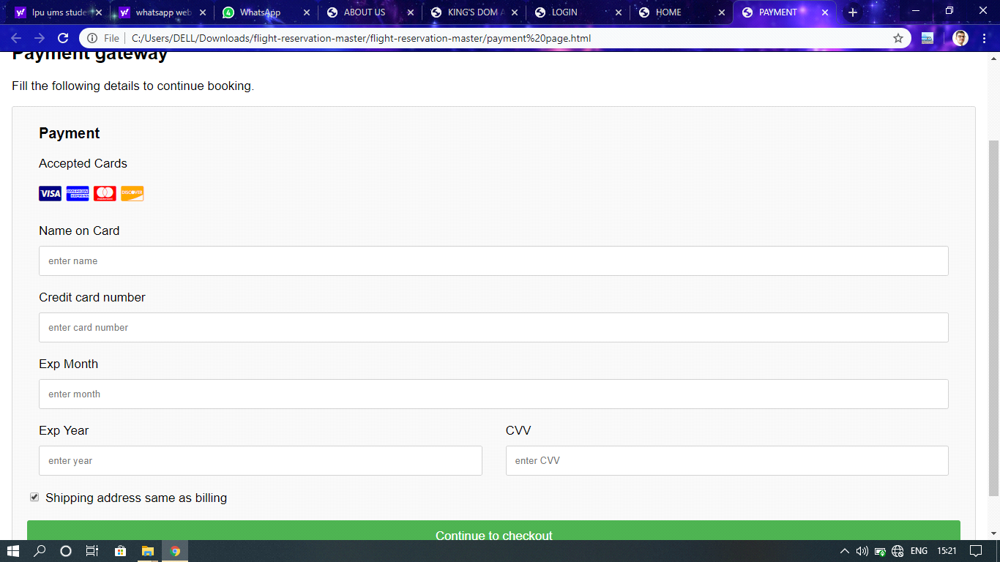 lpu ums stude
whatsapp web
WhatsApp
ABOUT US
KING'S DOM A
LOGIN
HOME
PAYMENT
File
C:/Users/DELL/Downloads/flight-reservation-master/flight-reservation-master/payment%20page.html
Payment gateway
Fill the following details to continue booking.
Payment
Accepted Cards
VISA
AMERICAN EXPRESS
mastercard
DISCOVER
Name on Card
enter name
Credit card number
enter card number
Exp Month
enter month
Exp Year
CVV
enter year
enter CVV
Shipping address same as billing
Continue to checkout
ENG
15:21